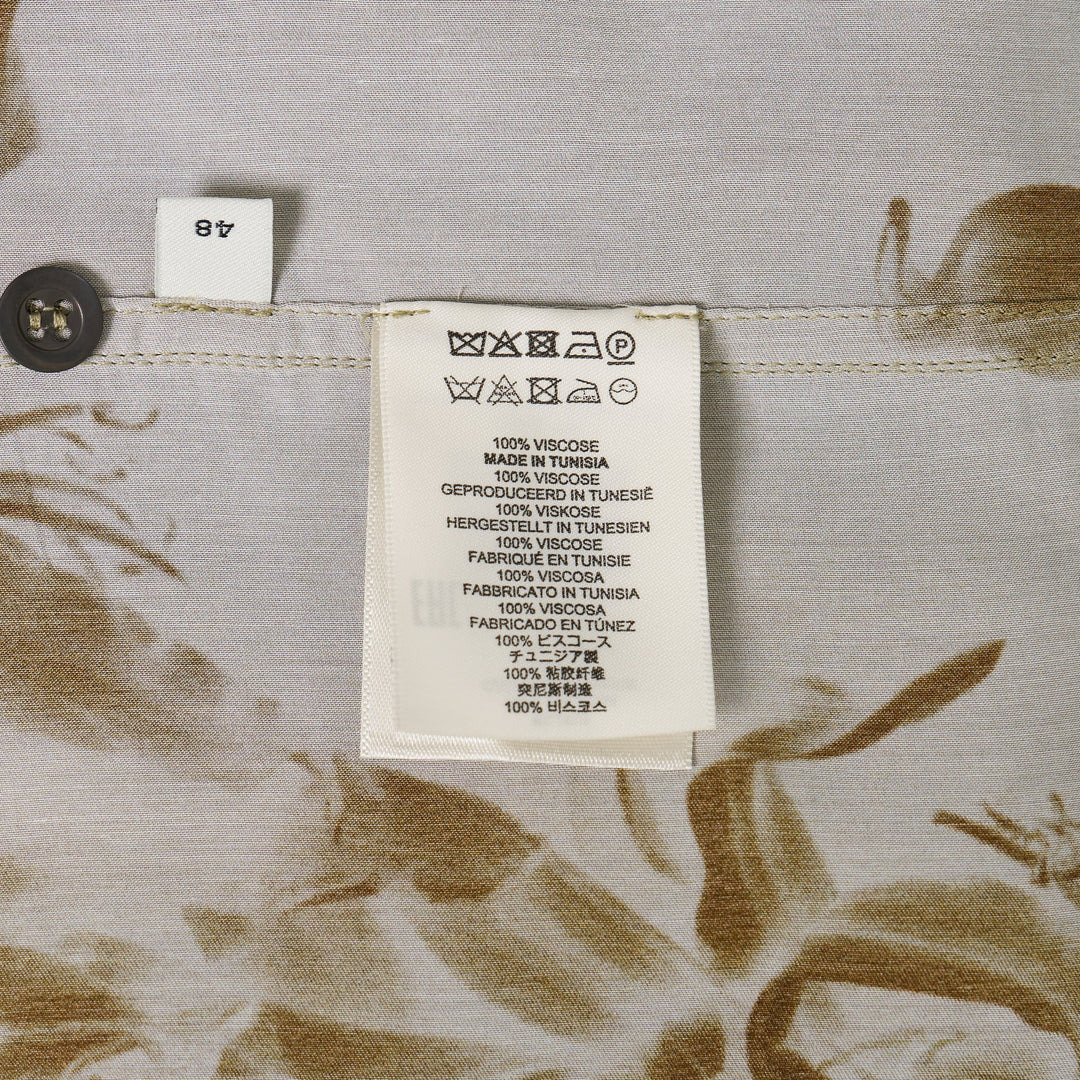 48
P
100% VISCOSE
MADE IN TUNISIA
100% VISCOSE
GEPRODUCEERD IN TUNESIË
100% VISKOSE
HERGESTELLT IN TUNESIEN
100% VISCOSE
FABRIQUÉ EN TUNISIE
100% VISCOSA
FABBRICATO IN TUNISIA
100% VISCOSA
FABRICADO EN TÚNEZ
100% ビスコース
チュニジア製
100% 粘胶纤维
突尼斯制造
100% 비스코스